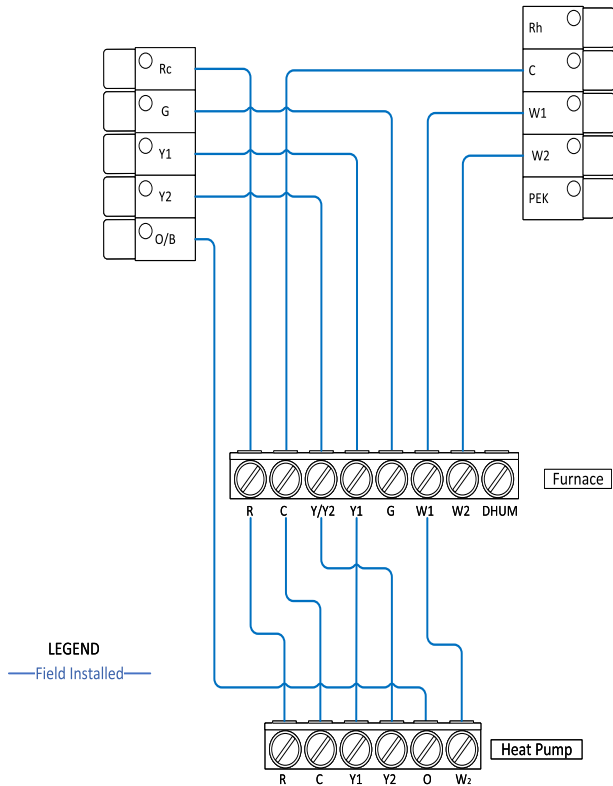 Rc
G
Y1
Y2
O/B
Rh
C
W1
W2
PEK
R C Y/Y2 Y1 G W1 W2 DHUM
Furnace
LEGEND
Field Installed
R C Y1 Y2 O W₂
Heat Pump